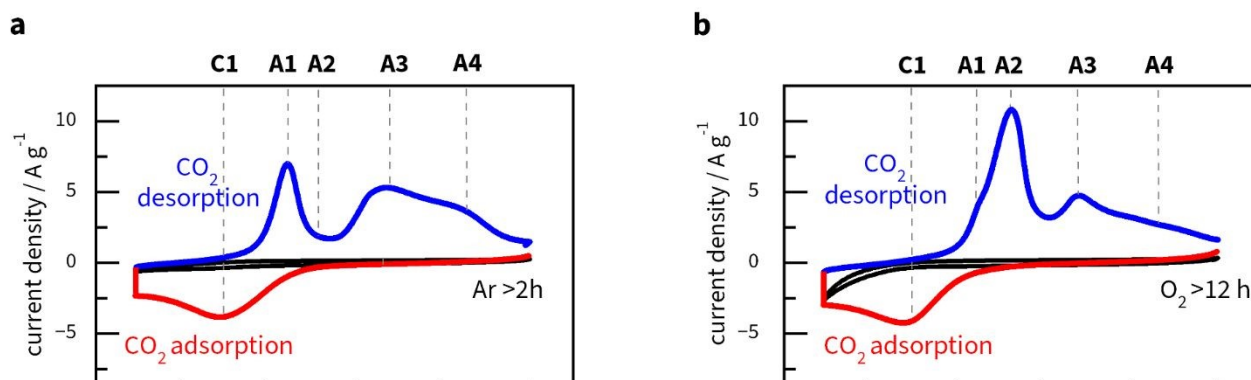 a
C1 A1 A2 A3 A4
10
5
0
−5
current density / A g⁻¹
CO₂
desorption
Ar >2h
CO₂ adsorption
b
C1 A1 A2 A3 A4
10
5
0
−5
current density / A g⁻¹
CO₂
desorption
O₂ >12 h
CO₂ adsorption